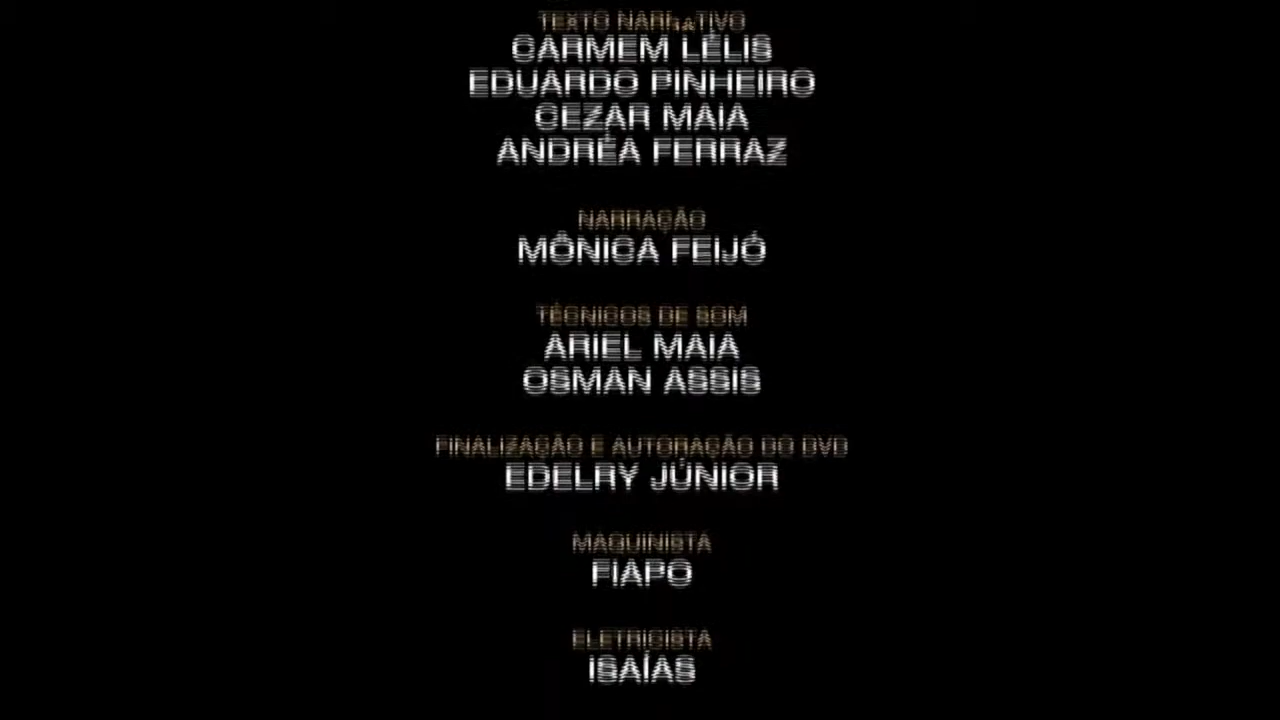 TEXTO NARRATIVO
CARMEM LÉLIS
EDUARDO PINHEIRO
CEZAR MAIA
ANDRÉA FERRAZ
NARRAÇÃO
MÔNICA FEIJÓ
TÉCNICOS DE SOM
ARIEL MAIA
OSMAN ASSIS
FINALIZAÇÃO E AUTORAÇÃO DO DVD
EDELRY JÚNIOR
MAQUINISTA
FIAPO
ELETRICISTA
ISAÍAS